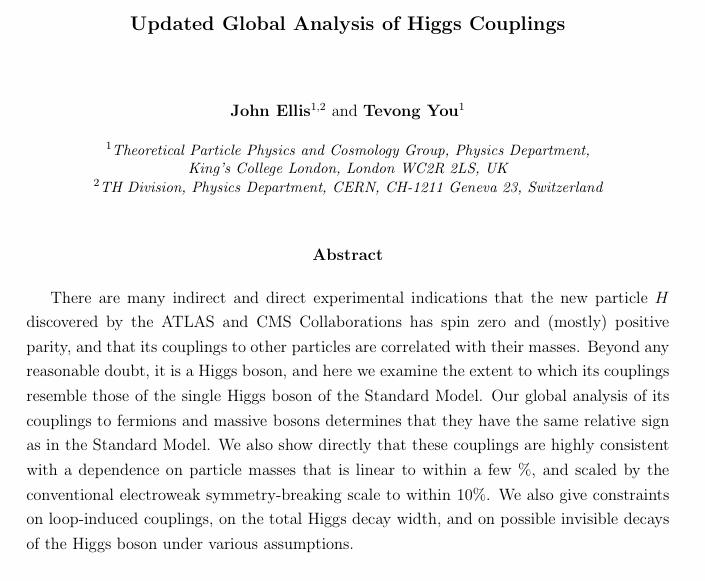 Updated Global Analysis of Higgs Couplings
John Ellis¹,² and Tevong You¹
¹Theoretical Particle Physics and Cosmology Group, Physics Department,
King's College London, London WC2R 2LS, UK
²TH Division, Physics Department, CERN, CH-1211 Geneva 23, Switzerland
Abstract
There are many indirect and direct experimental indications that the new particle H
discovered by the ATLAS and CMS Collaborations has spin zero and (mostly) positive
parity, and that its couplings to other particles are correlated with their masses. Beyond any
reasonable doubt, it is a Higgs boson, and here we examine the extent to which its couplings
resemble those of the single Higgs boson of the Standard Model. Our global analysis of its
couplings to fermions and massive bosons determines that they have the same relative sign
as in the Standard Model. We also show directly that these couplings are highly consistent
with a dependence on particle masses that is linear to within a few %, and scaled by the
conventional electroweak symmetry-breaking scale to within 10%. We also give constraints
on loop-induced couplings, on the total Higgs decay width, and on possible invisible decays
of the Higgs boson under various assumptions.